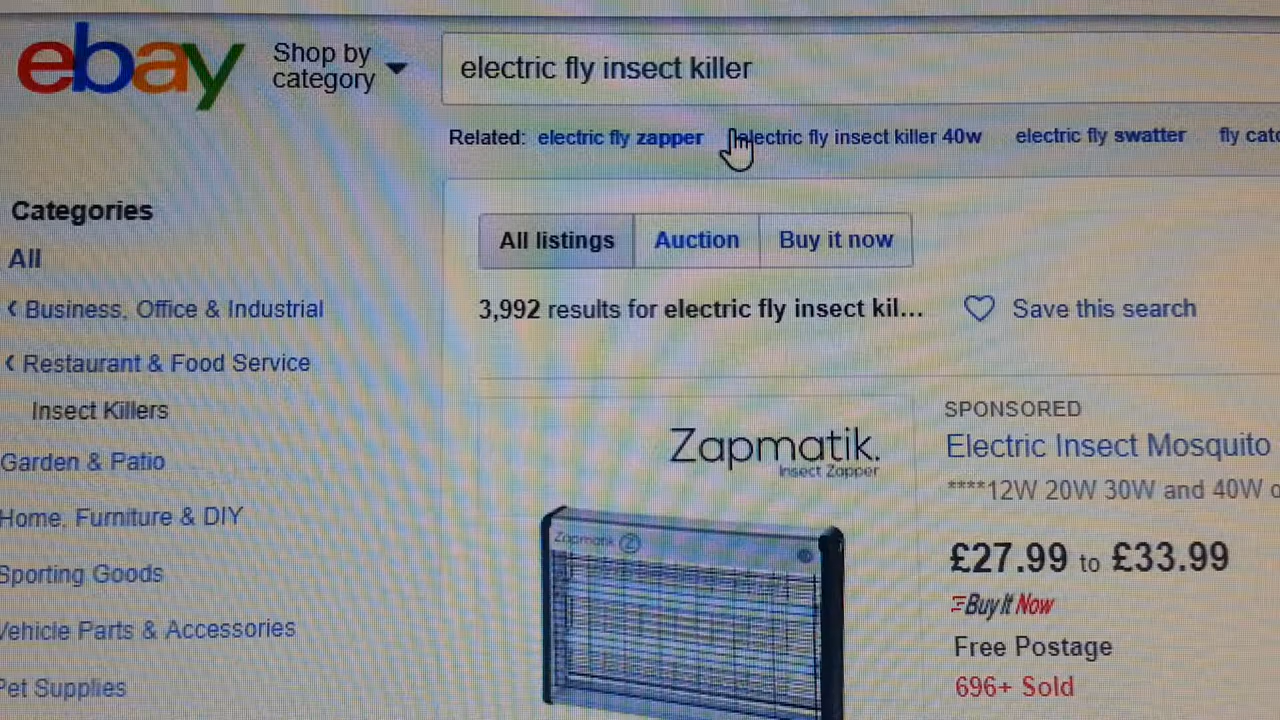 ebay
Shop by
category
electric fly insect killer
Related: electric fly zapper electric fly insect killer 40w electric fly swatter fly
Categories
All
Business, Office & Industrial
Restaurant & Food Service
Insect Killers
Garden & Patio
Home, Furniture & DIY
Sporting Goods
Vehicle Parts & Accessories
Pet Supplies
All listings Auction Buy it now
3,992 results for electric fly insect kil...
Save this search
Zapmatik.
Insect Zapper
Zapmatik Z
SPONSORED
Electric Insect Mosquito
****12W 20W 30W and 40W
£27.99 to £33.99
Buy It Now
Free Postage
696+ Sold